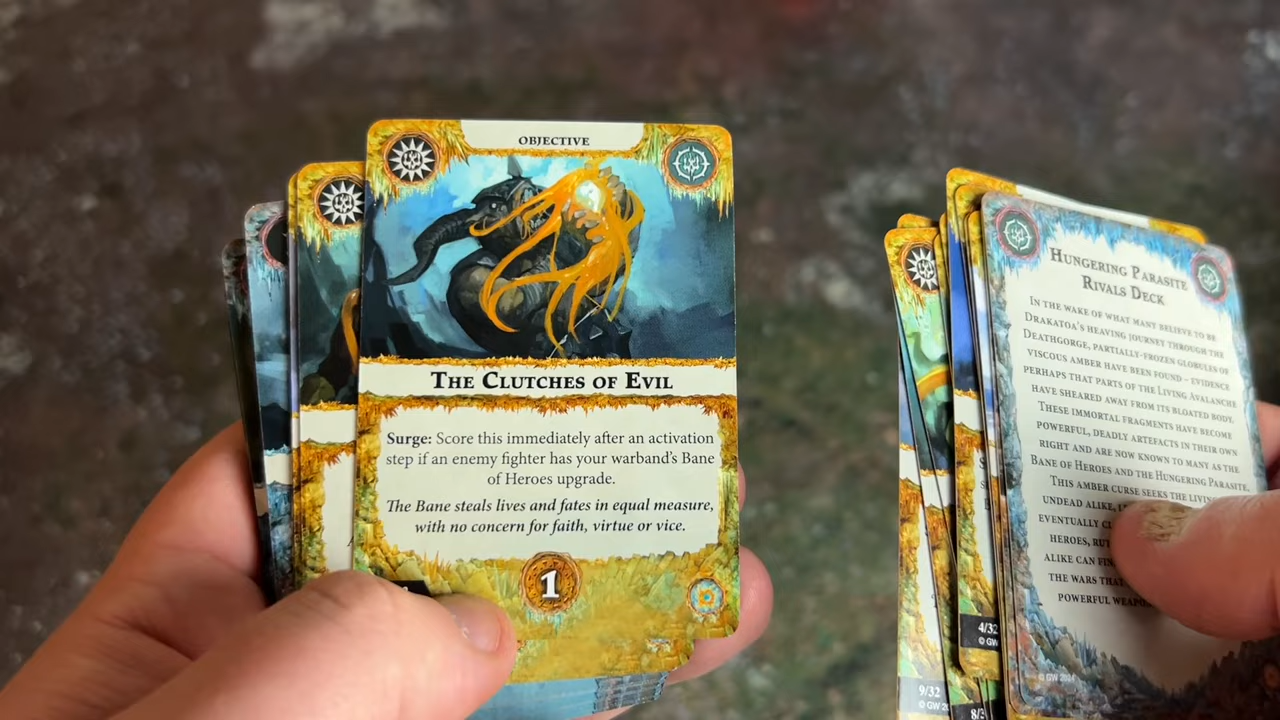 OBJECTIVE
THE CLUTCHES OF EVIL
Surge: Score this immediately after an activation
step if an enemy fighter has your warband's Bane
of Heroes upgrade.
The Bane steals lives and fates in equal measure,
with no concern for faith, virtue or vice.
1
HUNGERING PARASITE
RIVALS DECK
IN THE WAKE OF WHAT MANY BELIEVE TO BE
DRAKATOA'S HEAVING JOURNEY THROUGH THE
DEATHGORGE, PARTIALLY-FROZEN GLOBULES OF
VISCOUS AMBER HAVE BEEN FOUND – EVIDENCE
PERHAPS THAT PARTS OF THE LIVING AVALANCHE
HAVE SHEARED AWAY FROM ITS BLOATED BODY.
THESE IMMORTAL FRAGMENTS HAVE BECOME
POWERFUL, DEADLY ARTEFACTS IN THEIR OWN
RIGHT AND ARE NOW KNOWN TO MANY AS THE
BANE OF HEROES AND THE HUNGERING PARASITE,
THIS AMBER CURSE SEEKS THE
UNDEAD ALIKE,
EVENTUALLY
HEROES,
ALIKE CAN
THE WARS
POWERFUL
© GW
4/32
© GW
9/32
© GW